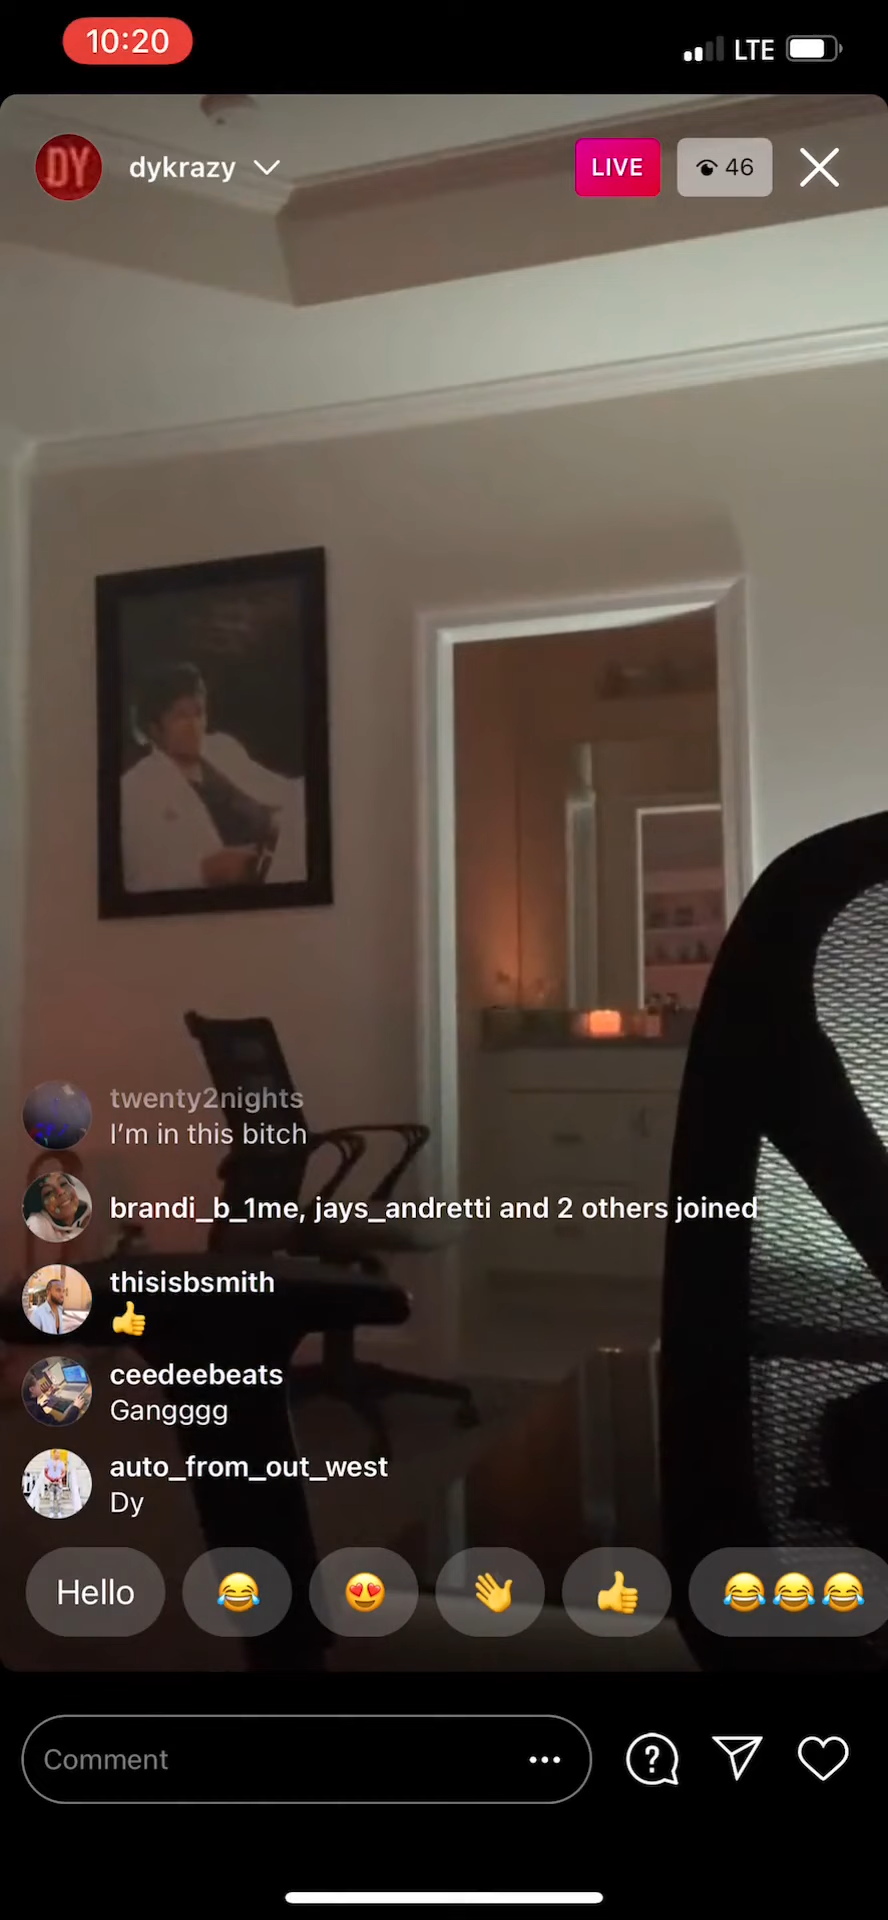 10:20
LTE
DY
dykrazy
LIVE
46
twenty2nights
I'm in this bitch
brandi_b_1me, jays_andretti and 2 others joined
thisisbsmith
ceedeebeats
Gangggg
auto_from_out_west
Dy
Hello
Comment